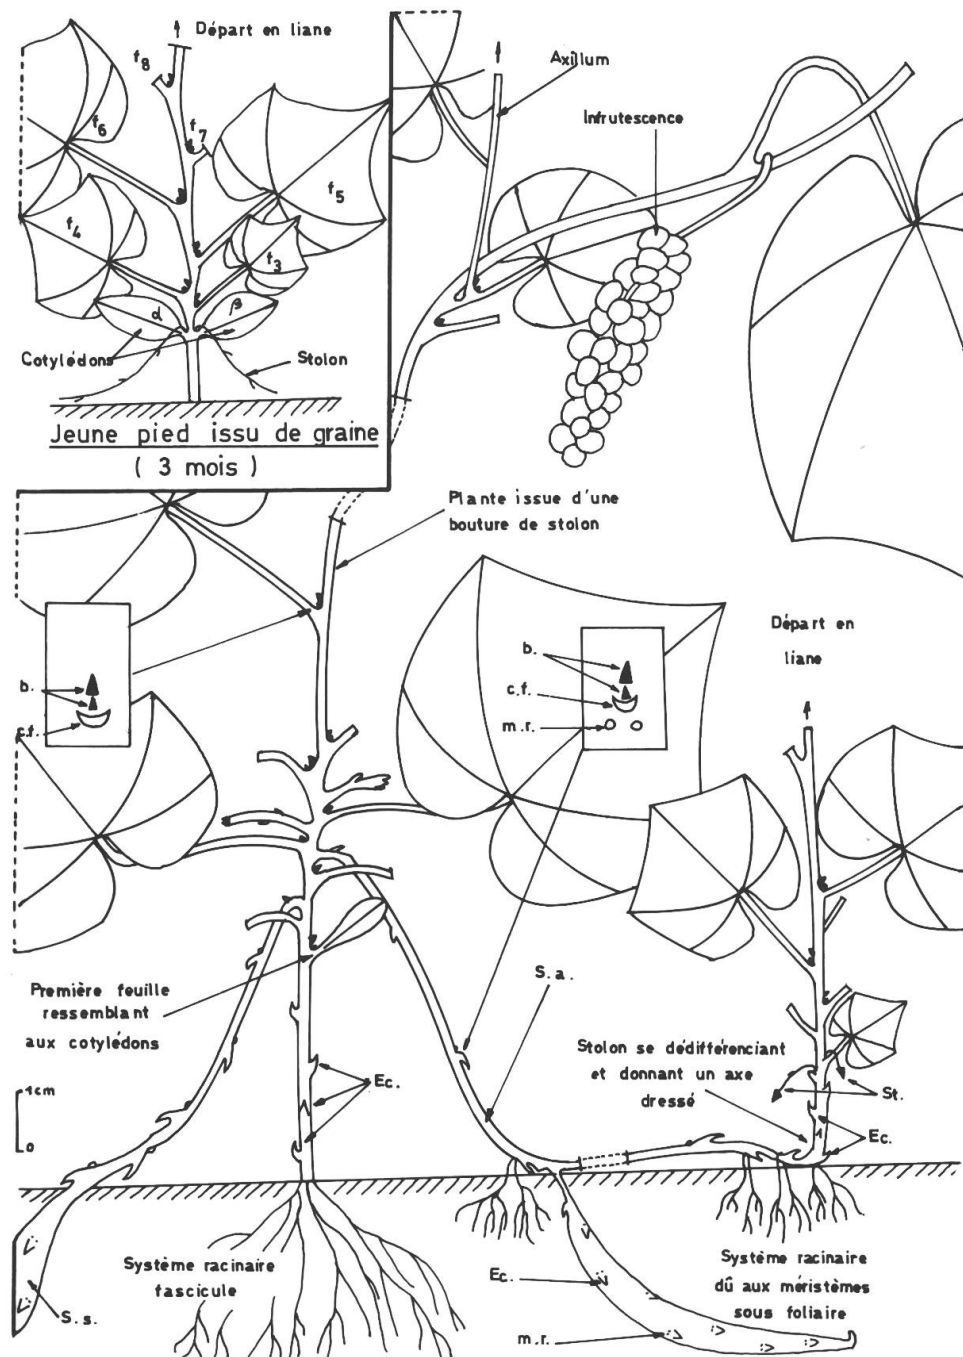 Départ en liane
f8
f6
f7
f5
f4
f3
α
β
Cotylédons
Stolon
Jeune pied issu de graine
( 3 mois )
Axillum
Infrutescence
Plante issue d'une
bouture de stolon
b.
c.f.
b.
c.f.
m.r.
Départ en
liane
Première feuille
ressemblant
aux cotylédons
1cm
0
Ec.
S.a.
Stolon se dédifférenciant
et donnant un axe
dressé
St.
Ec.
Système racinaire
fascicule
S.s.
Ec.
m.r.
Système racinaire
dû aux méristèmes
sous foliaire